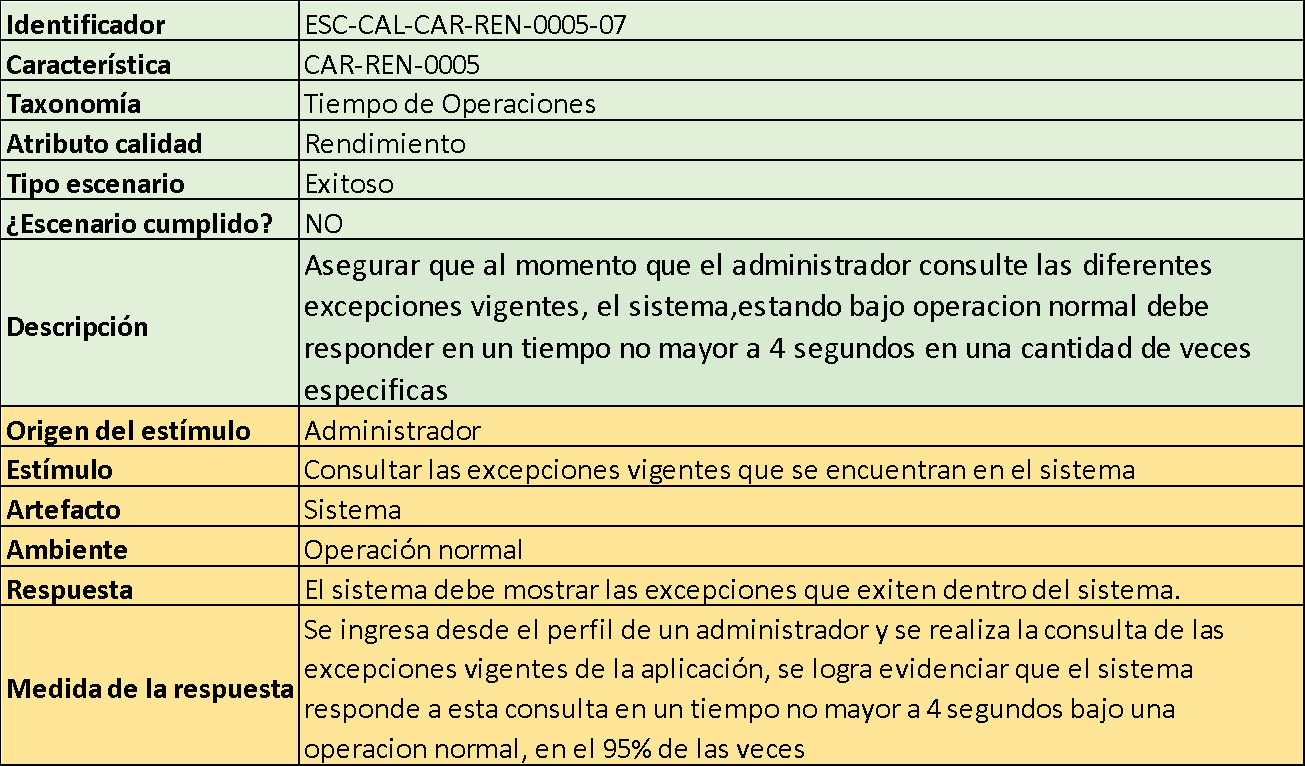 Identificador ESC-CAL-CAR-REN-0005-07
Característica CAR-REN-0005
Taxonomía Tiempo de Operaciones
Atributo calidad Rendimiento
Tipo escenario Exitoso
¿Escenario cumplido? NO
Descripción
Asegurar que al momento que el administrador consulte las diferentes
excepciones vigentes, el sistema,estando bajo operacion normal debe
responder en un tiempo no mayor a 4 segundos en una cantidad de veces
especificas
Origen del estímulo Administrador
Estímulo Consultar las excepciones vigentes que se encuentran en el sistema
Artefacto Sistema
Ambiente Operación normal
Respuesta El sistema debe mostrar las excepciones que exiten dentro del sistema.
Medida de la respuesta
Se ingresa desde el perfil de un administrador y se realiza la consulta de las
excepciones vigentes de la aplicación, se logra evidenciar que el sistema
responde a esta consulta en un tiempo no mayor a 4 segundos bajo una
operacion normal, en el 95% de las veces